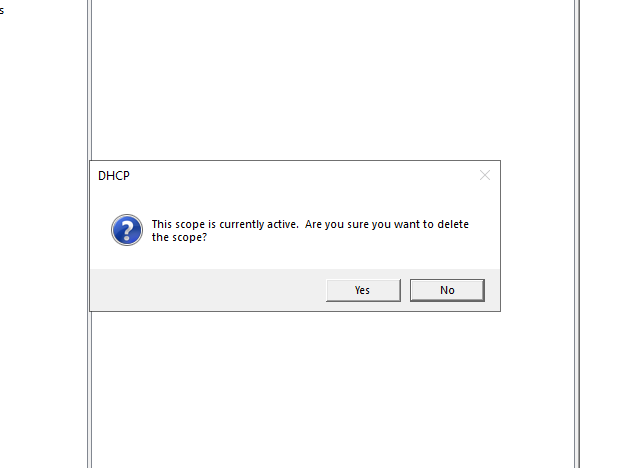 s
DHCP
This scope is currently active.  Are you sure you want to delete
the scope?
Yes
No